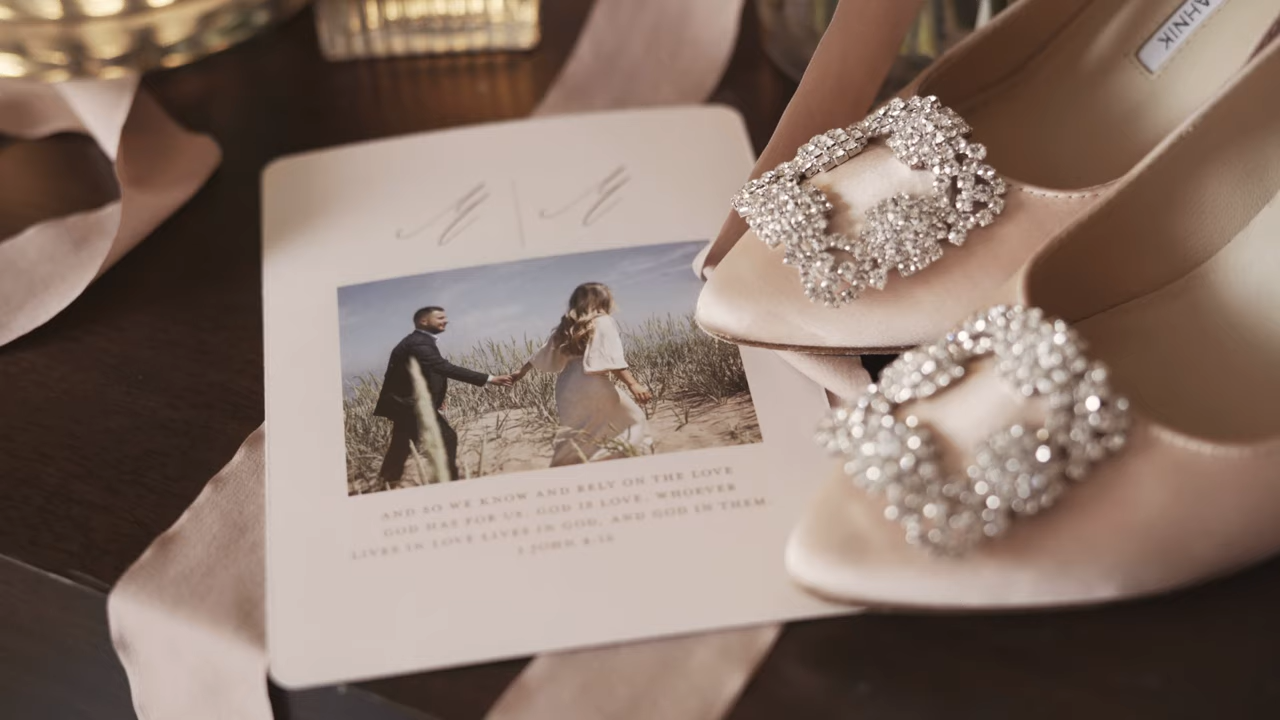 AHNIK
M | M
AND SO WE KNOW AND RELY ON THE LOVE
GOD HAS FOR US. GOD IS LOVE. WHOEVER
LIVES IN LOVE LIVES IN GOD, AND GOD IN THEM.
1 JOHN 4:16